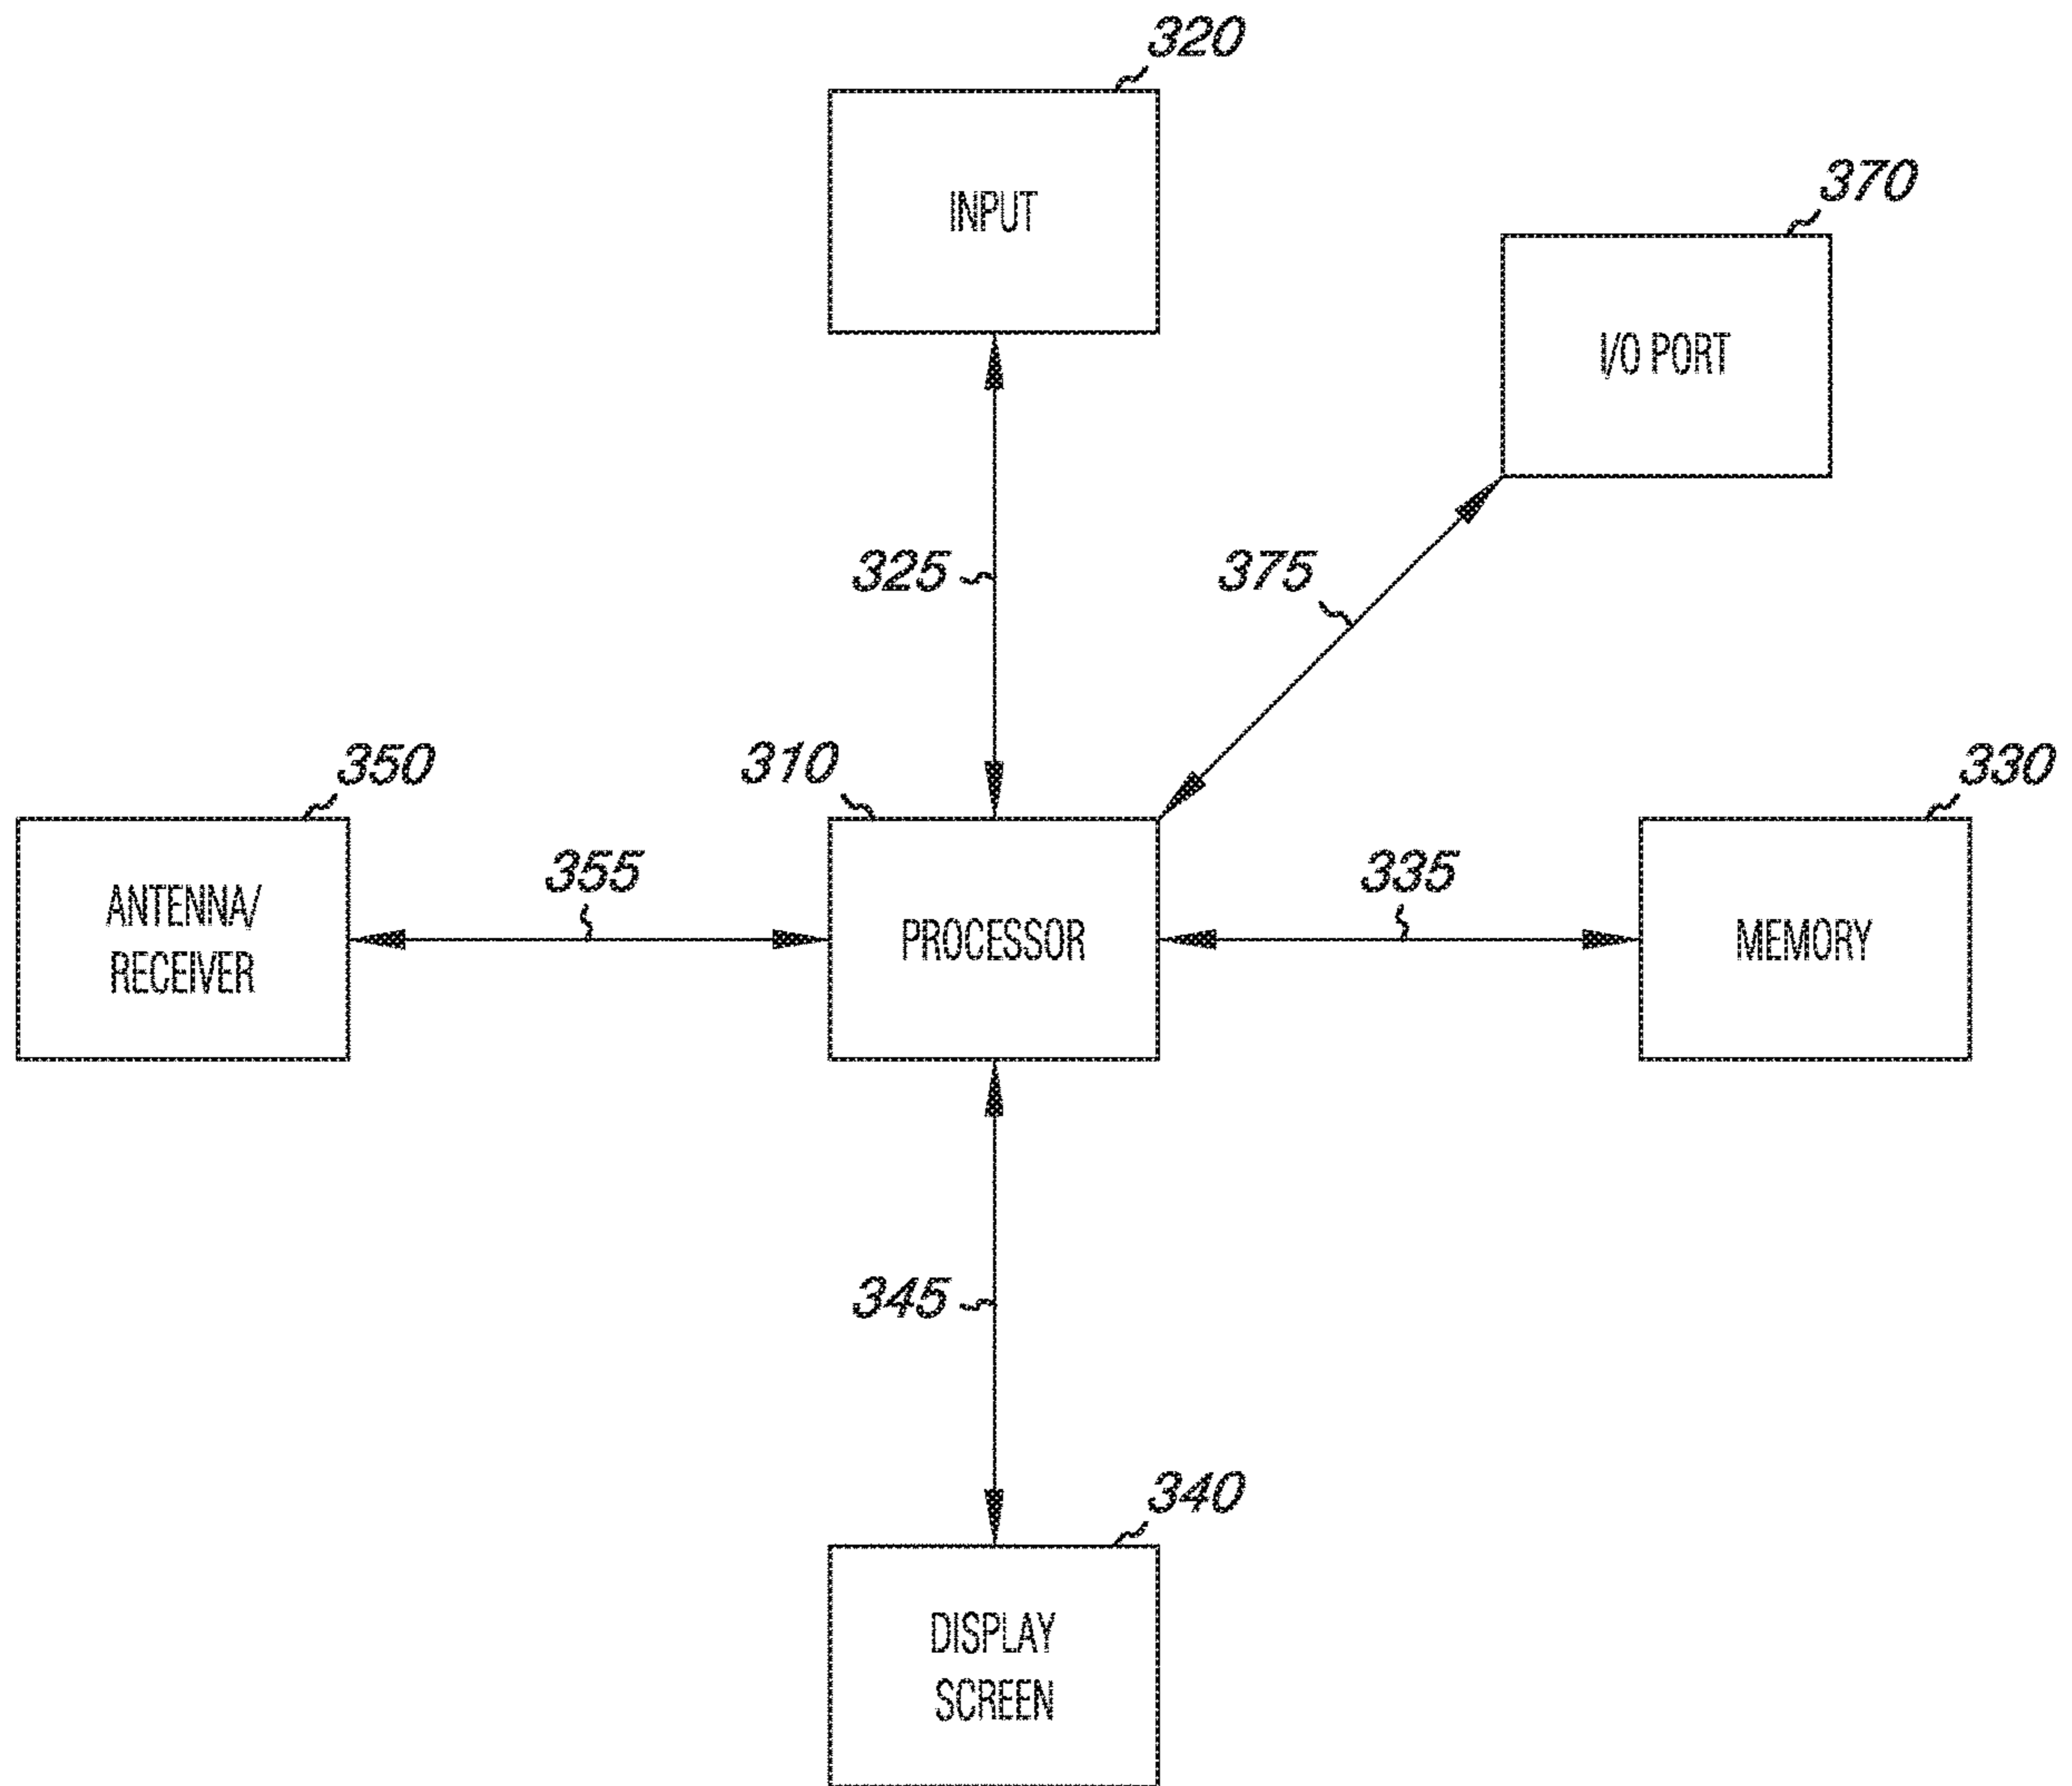 320
INPUT
370
I/O PORT
325
375
350
310
330
ANTENNA/
RECEIVER
355
PROCESSOR
335
MEMORY
345
340
DISPLAY
SCREEN